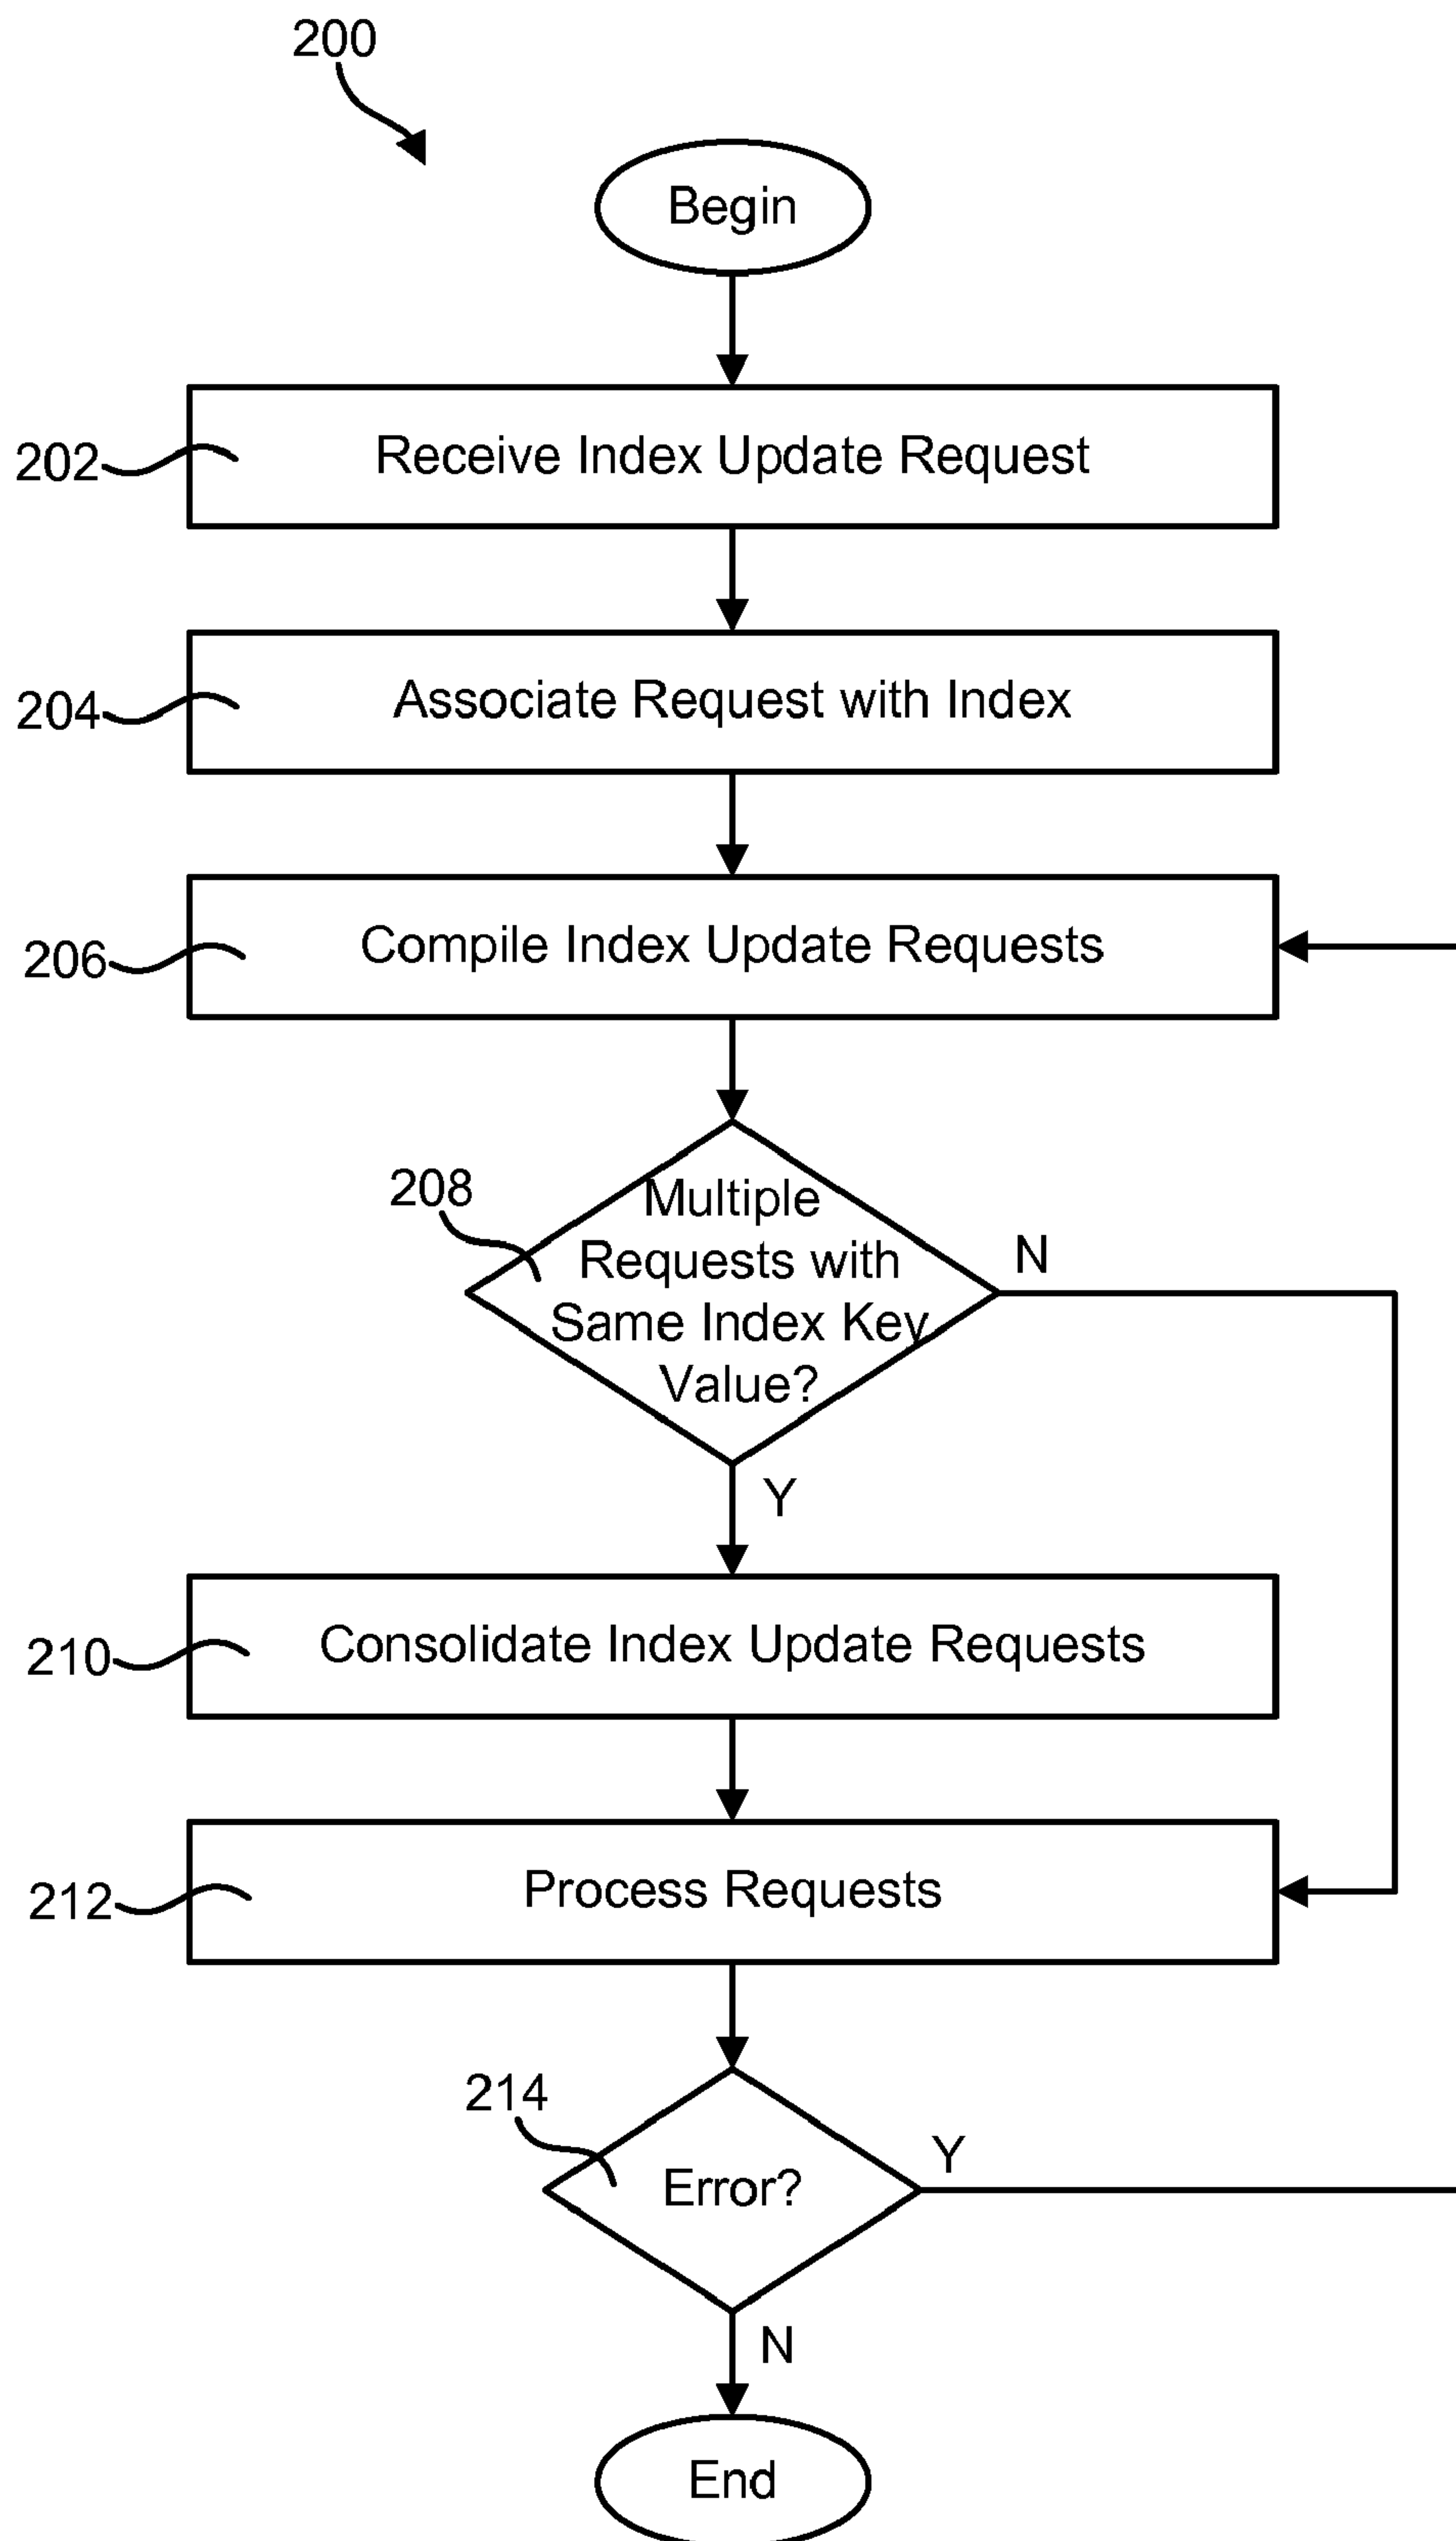 200
Begin
202
Receive Index Update Request
204
Associate Request with Index
206
Compile Index Update Requests
208
Multiple
Requests with
Same Index Key
Value?
N
Y
210
Consolidate Index Update Requests
212
Process Requests
214
Error?
Y
N
End